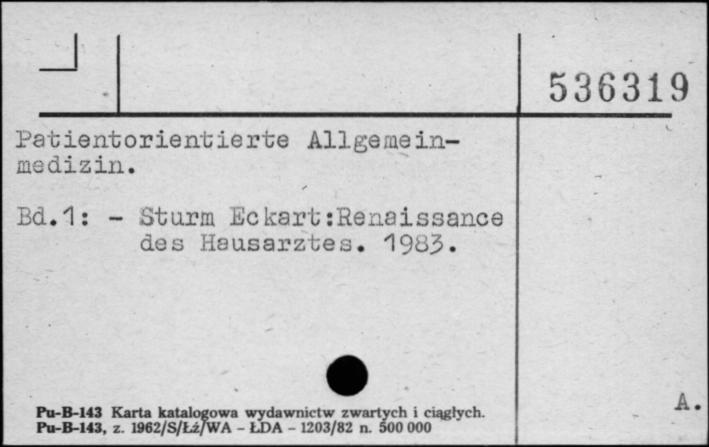 536319
Patientorientierte Allgemein-
medizin.
Bd.1: - Sturm Eckart:Renaissance
des Hausarztes. 1983.
A.
Pu-B-143 Karta katalogowa wydawnictw zwartych i ciągłych.
Pu-B-143, z. 1962/S/Łź/WA - ŁDA - 1203/82 n. 500 000